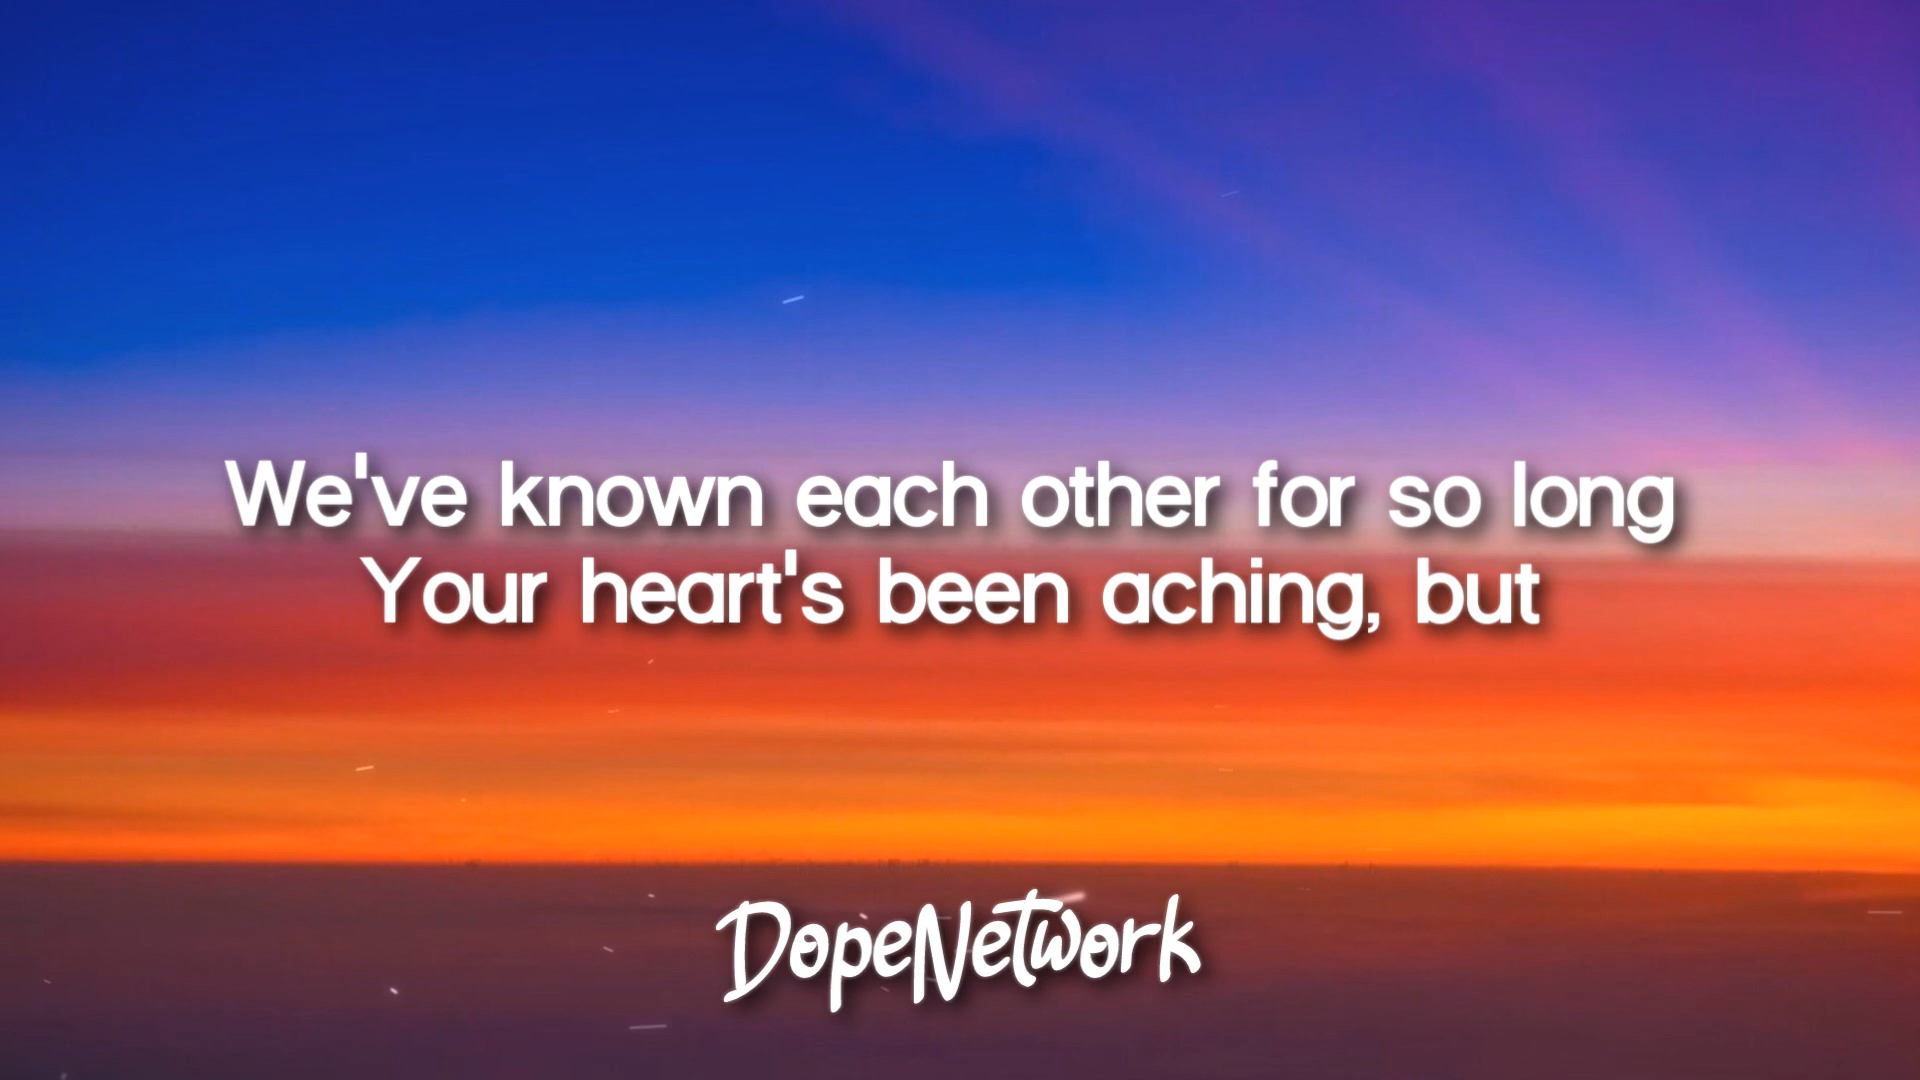 We've known each other for so long
Your heart's been aching, but
DopeNetwork